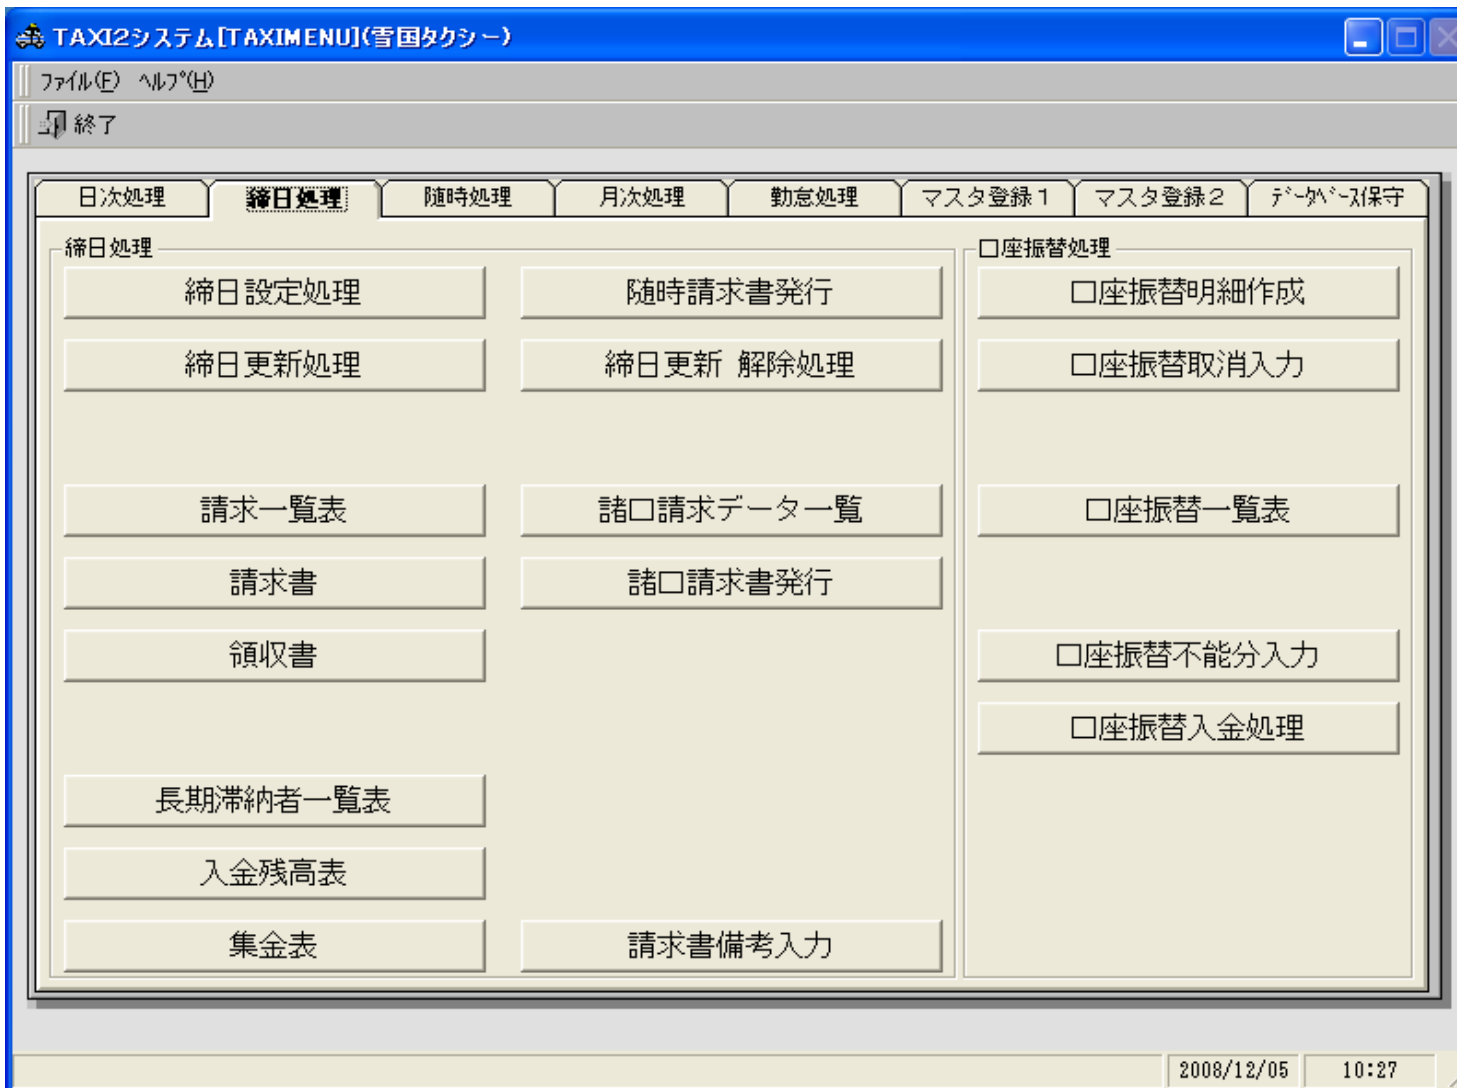 TAXI2システム[TAXIMENU](雪国タクシー)
ﾌｧｲﾙ(F) ﾍﾙﾌﾟ(H)
終了
日次処理 締日処理 随時処理 月次処理 勤怠処理 マスタ登録１ マスタ登録２ ﾃﾞｰﾀﾍﾞｰｽ保守
締日処理 口座振替処理
締日設定処理 随時請求書発行 口座振替明細作成
締日更新処理 締日更新 解除処理 口座振替取消入力
請求一覧表 諸口請求データ一覧 口座振替一覧表
請求書 諸口請求書発行
領収書 口座振替不能分入力
口座振替入金処理
長期滞納者一覧表
入金残高表
集金表 請求書備考入力
2008/12/05 10:27